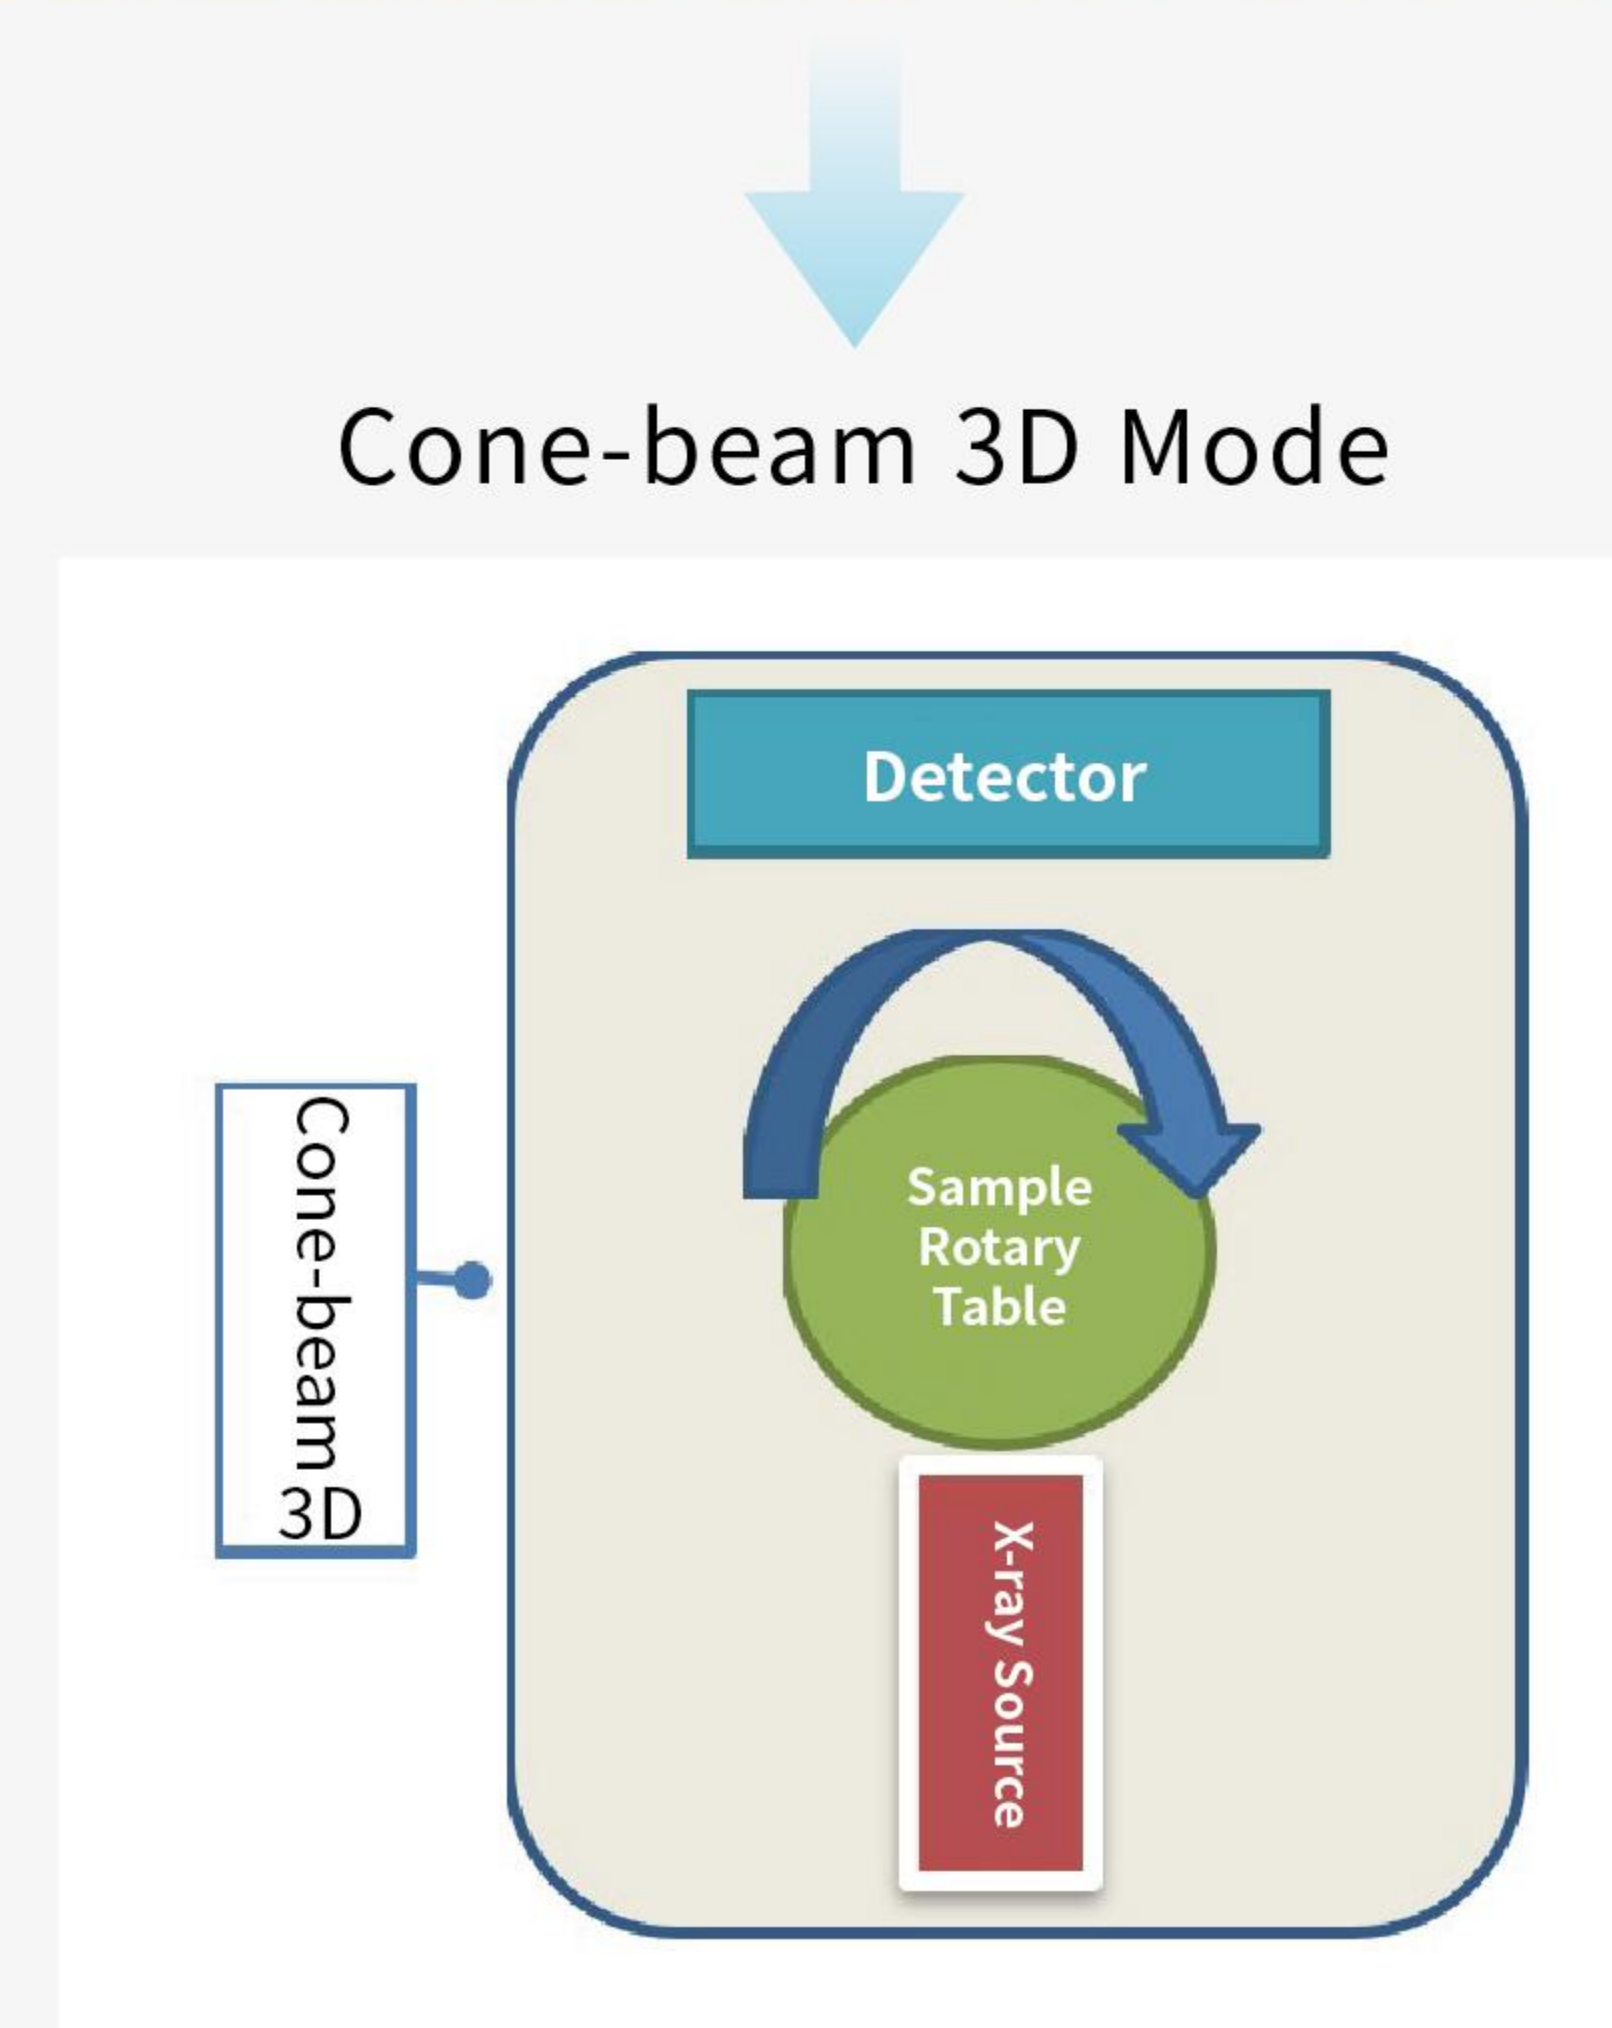 Cone-beam 3D Mode
Detector
Sample
Rotary
Table
Cone-beam
3D
X-ray Source